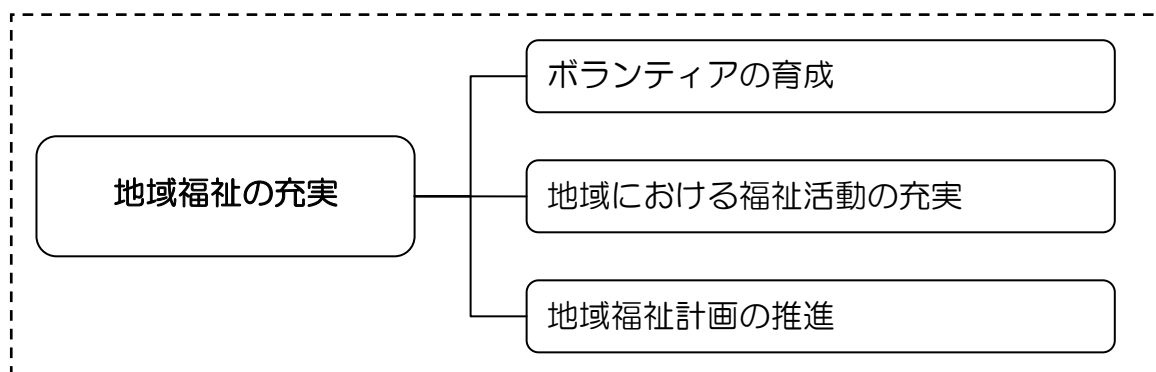 地域福祉の充実
ボランティアの育成
地域における福祉活動の充実
地域福祉計画の推進